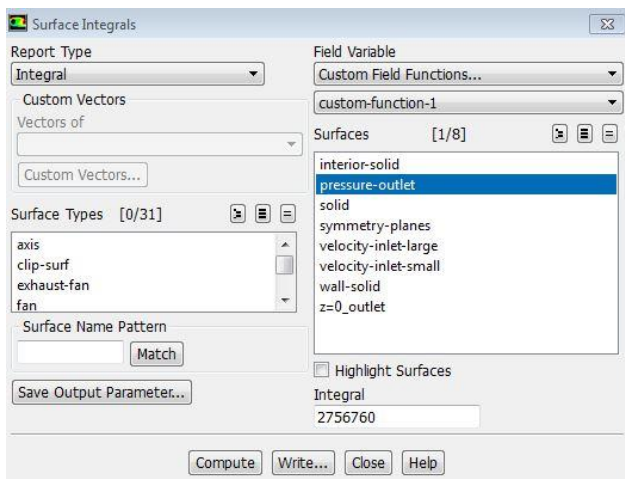 Surface Integrals
Report Type
Integral
Custom Vectors
Vectors of
Custom Vectors...
Surface Types [0/31]
axis
clip-surf
exhaust-fan
fan
Surface Name Pattern
Match
Save Output Parameter...
Field Variable
Custom Field Functions...
custom-function-1
Surfaces [1/8]
interior-solid
pressure-outlet
solid
symmetry-planes
velocity-inlet-large
velocity-inlet-small
wall-solid
z=0_outlet
Highlight Surfaces
Integral
2756760
Compute Write... Close Help